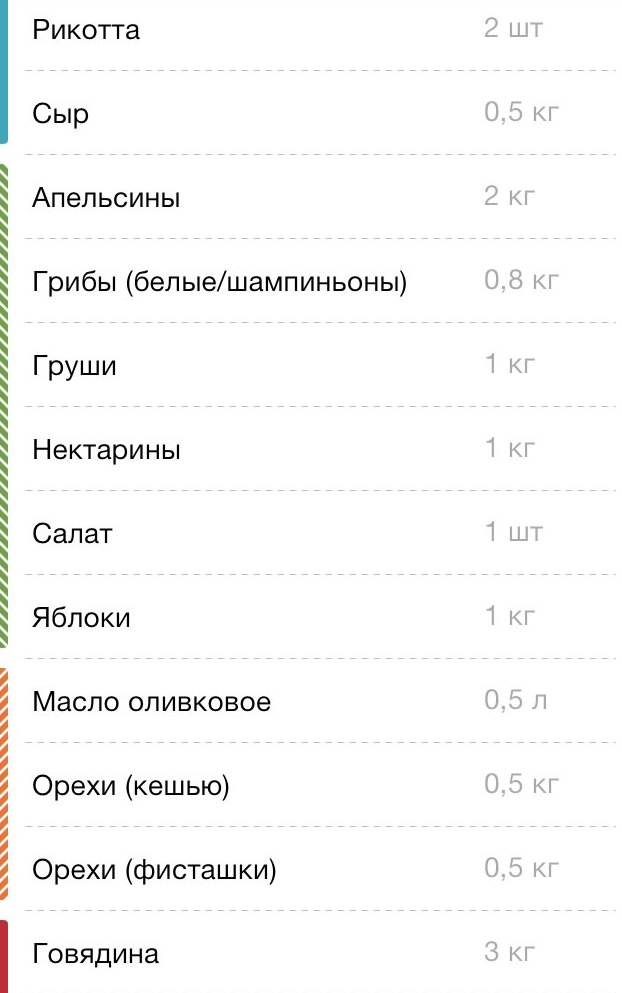 Рикотта 2 шт
Сыр 0,5 кг
Апельсины 2 кг
Грибы (белые/шампиньоны) 0,8 кг
Груши 1 кг
Нектарины 1 кг
Салат 1 шт
Яблоки 1 кг
Масло оливковое 0,5 л
Орехи (кешью) 0,5 кг
Орехи (фисташки) 0,5 кг
Говядина 3 кг